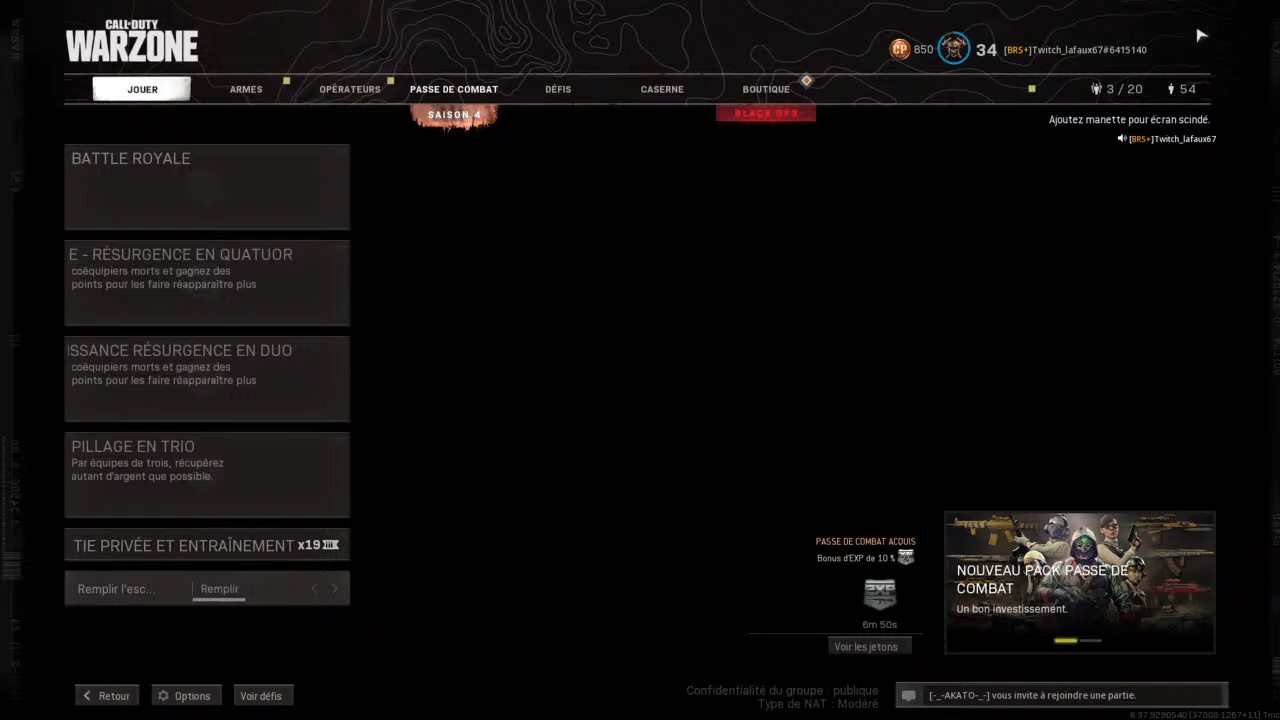 CALL·DUTY
WARZONE
CP 850 34 [BRS+]Twitch_lafaux67#6415140
JOUER ARMES OPÉRATEURS PASSE DE COMBAT DÉFIS CASERNE BOUTIQUE 3 / 20 54
SAISON 4 BLACK OPS
Ajoutez manette pour écran scindé.
[BRS+]Twitch_lafaux67
BATTLE ROYALE
E - RÉSURGENCE EN QUATUOR
coéquipiers morts et gagnez des
points pour les faire réapparaître plus
ISSANCE RÉSURGENCE EN DUO
coéquipiers morts et gagnez des
points pour les faire réapparaître plus
PILLAGE EN TRIO
Par équipes de trois, récupérez
autant d'argent que possible.
TIE PRIVÉE ET ENTRAÎNEMENT x19
Remplir l'esc... Remplir
PASSE DE COMBAT ACQUIS
Bonus d'EXP de 10 %
6m 50s
Voir les jetons
NOUVEAU PACK PASSE DE
COMBAT
Un bon investissement.
Retour Options Voir défis
Confidentialité du groupe : publique
Type de NAT : Modéré
[-_-AKATO-_-] vous invite à rejoindre une partie.